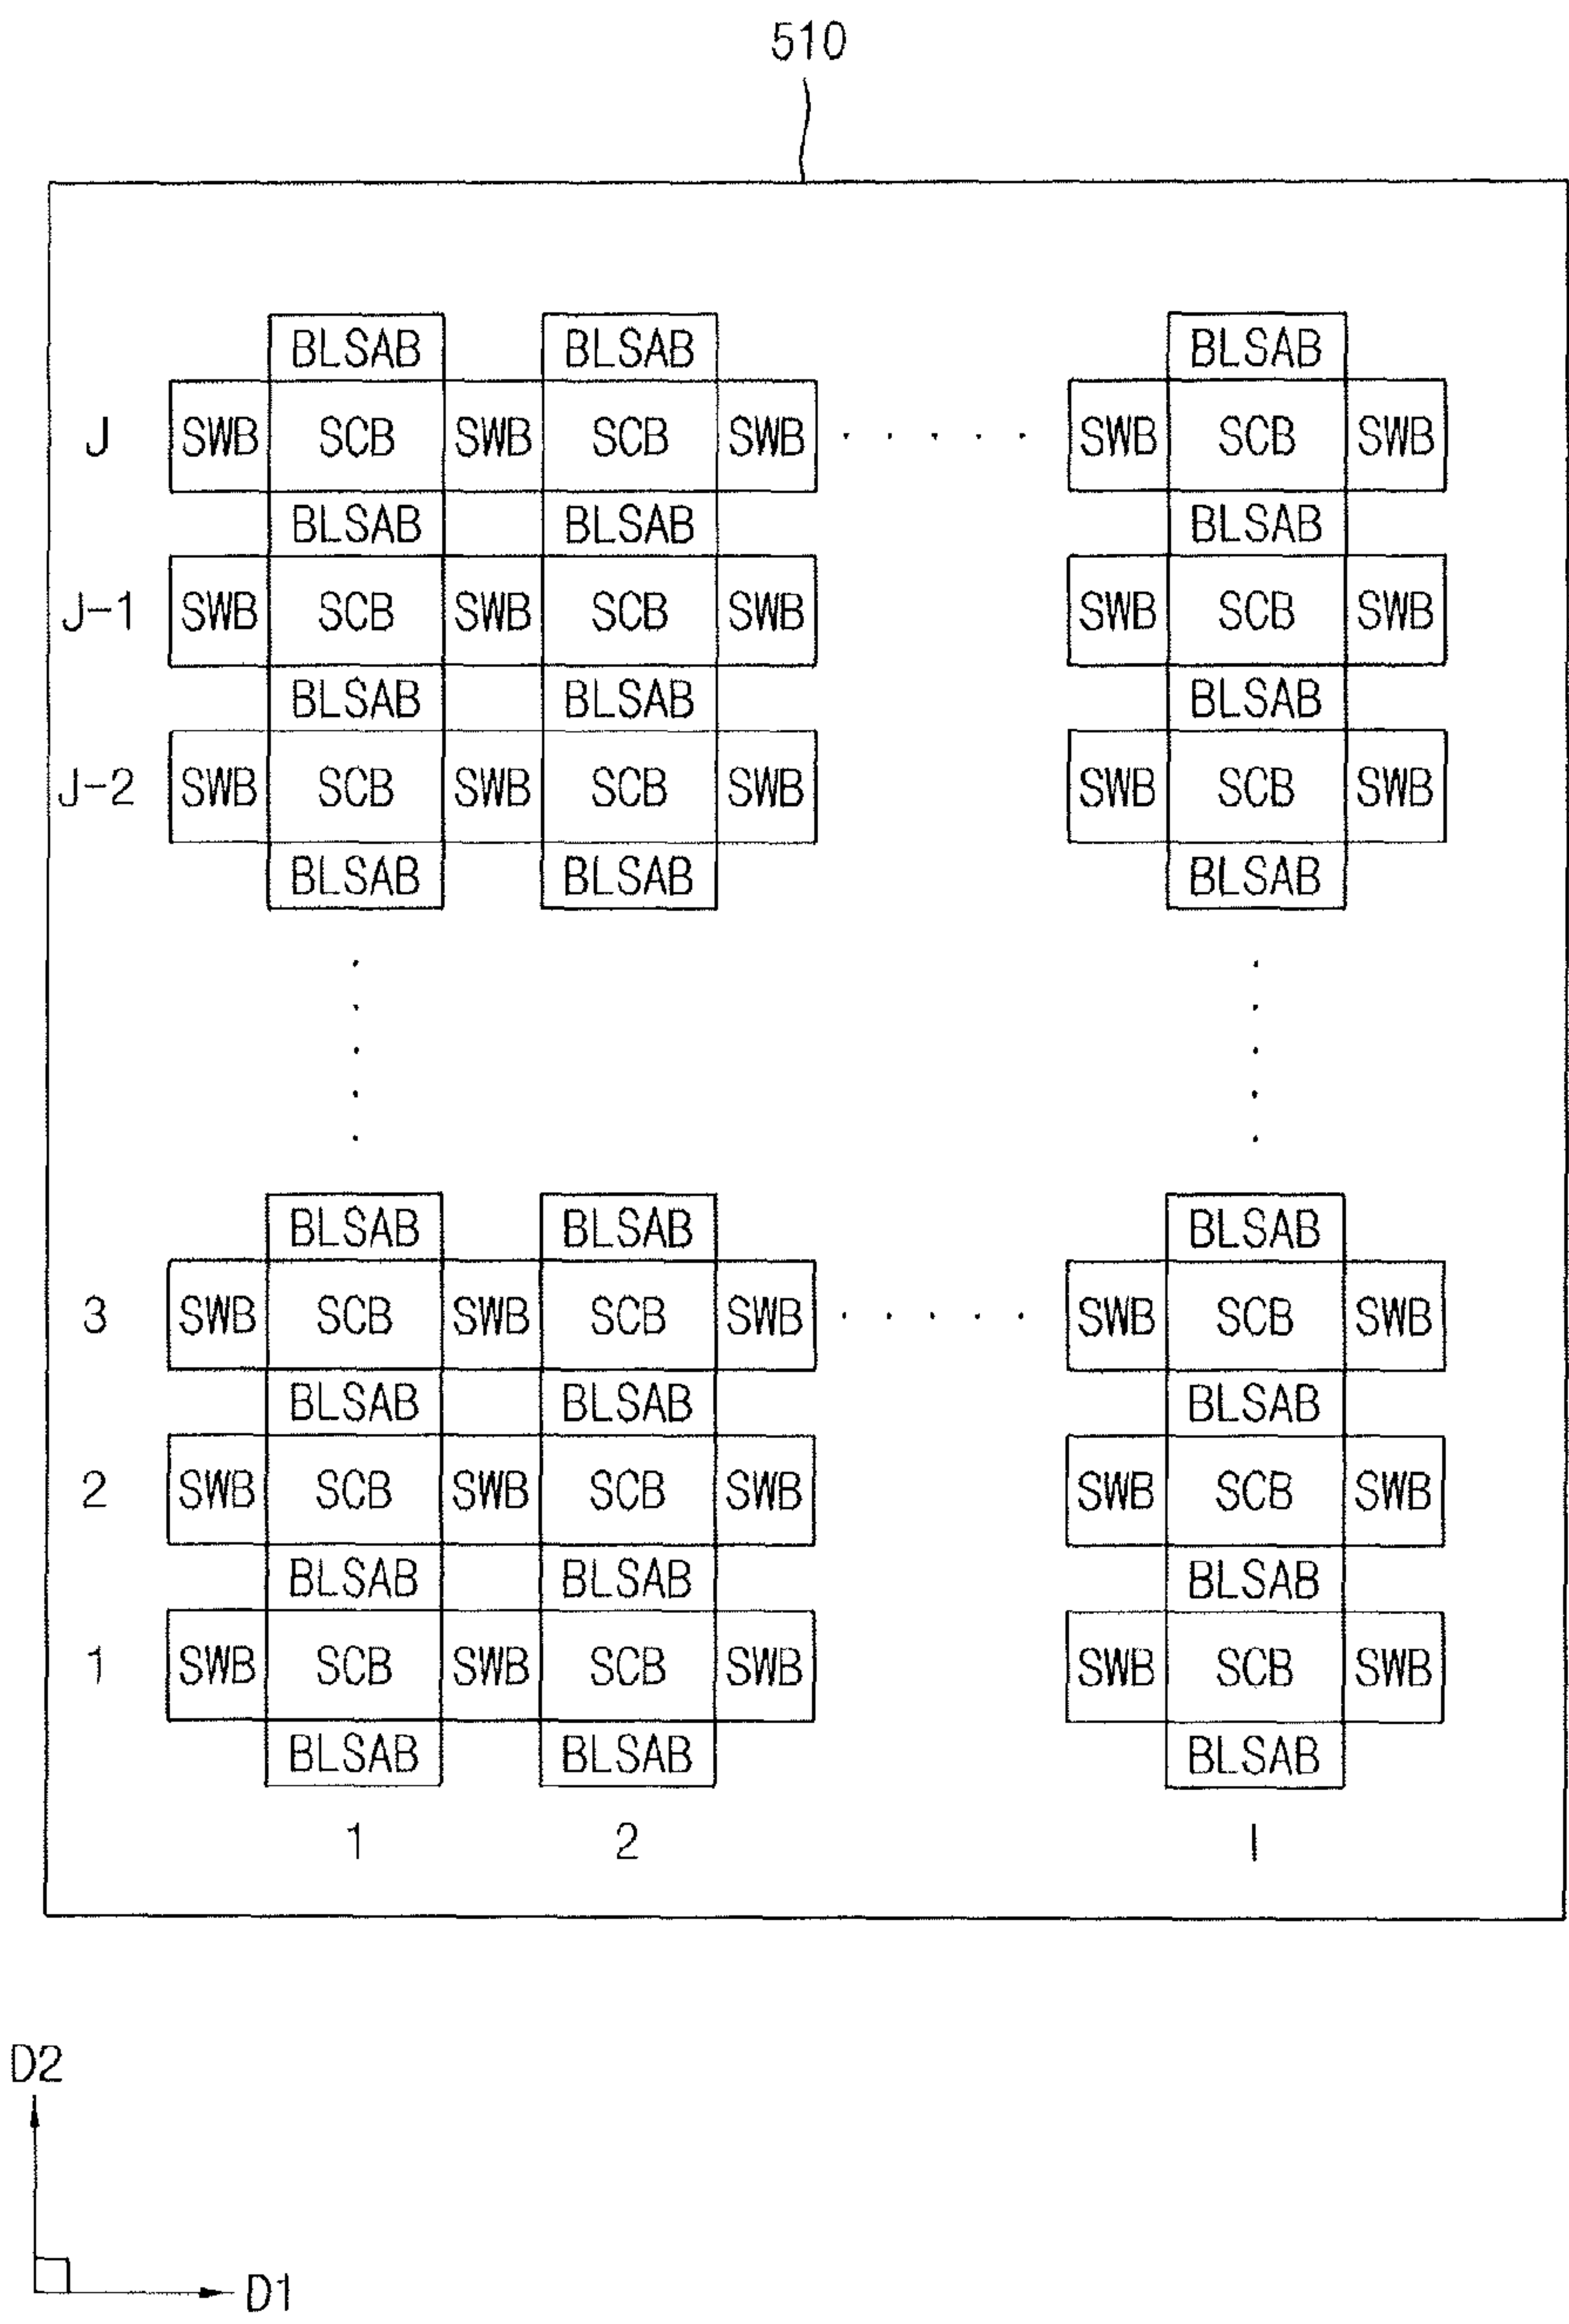 510
BLSAB BLSAB BLSAB
J SWB SCB SWB SCB SWB SWB SCB SWB
BLSAB BLSAB BLSAB
J-1 SWB SCB SWB SCB SWB SWB SCB SWB
BLSAB BLSAB BLSAB
J-2 SWB SCB SWB SCB SWB SWB SCB SWB
BLSAB BLSAB BLSAB
BLSAB BLSAB BLSAB
3 SWB SCB SWB SCB SWB SWB SCB SWB
BLSAB BLSAB BLSAB
2 SWB SCB SWB SCB SWB SWB SCB SWB
BLSAB BLSAB BLSAB
1 SWB SCB SWB SCB SWB SWB SCB SWB
BLSAB BLSAB BLSAB
1 2 I
D2
D1